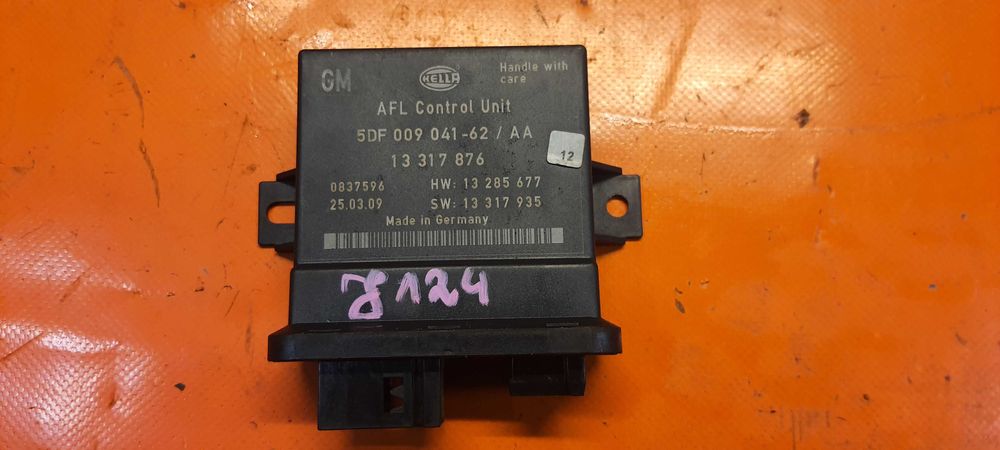 GM
HELLA
Handle with
care
AFL Control Unit
5DF 009 041-62 / AA
13 317 876
12
0837596 HW: 13 285 677
25.03.09 SW: 13 317 935
Made in Germany
J8124